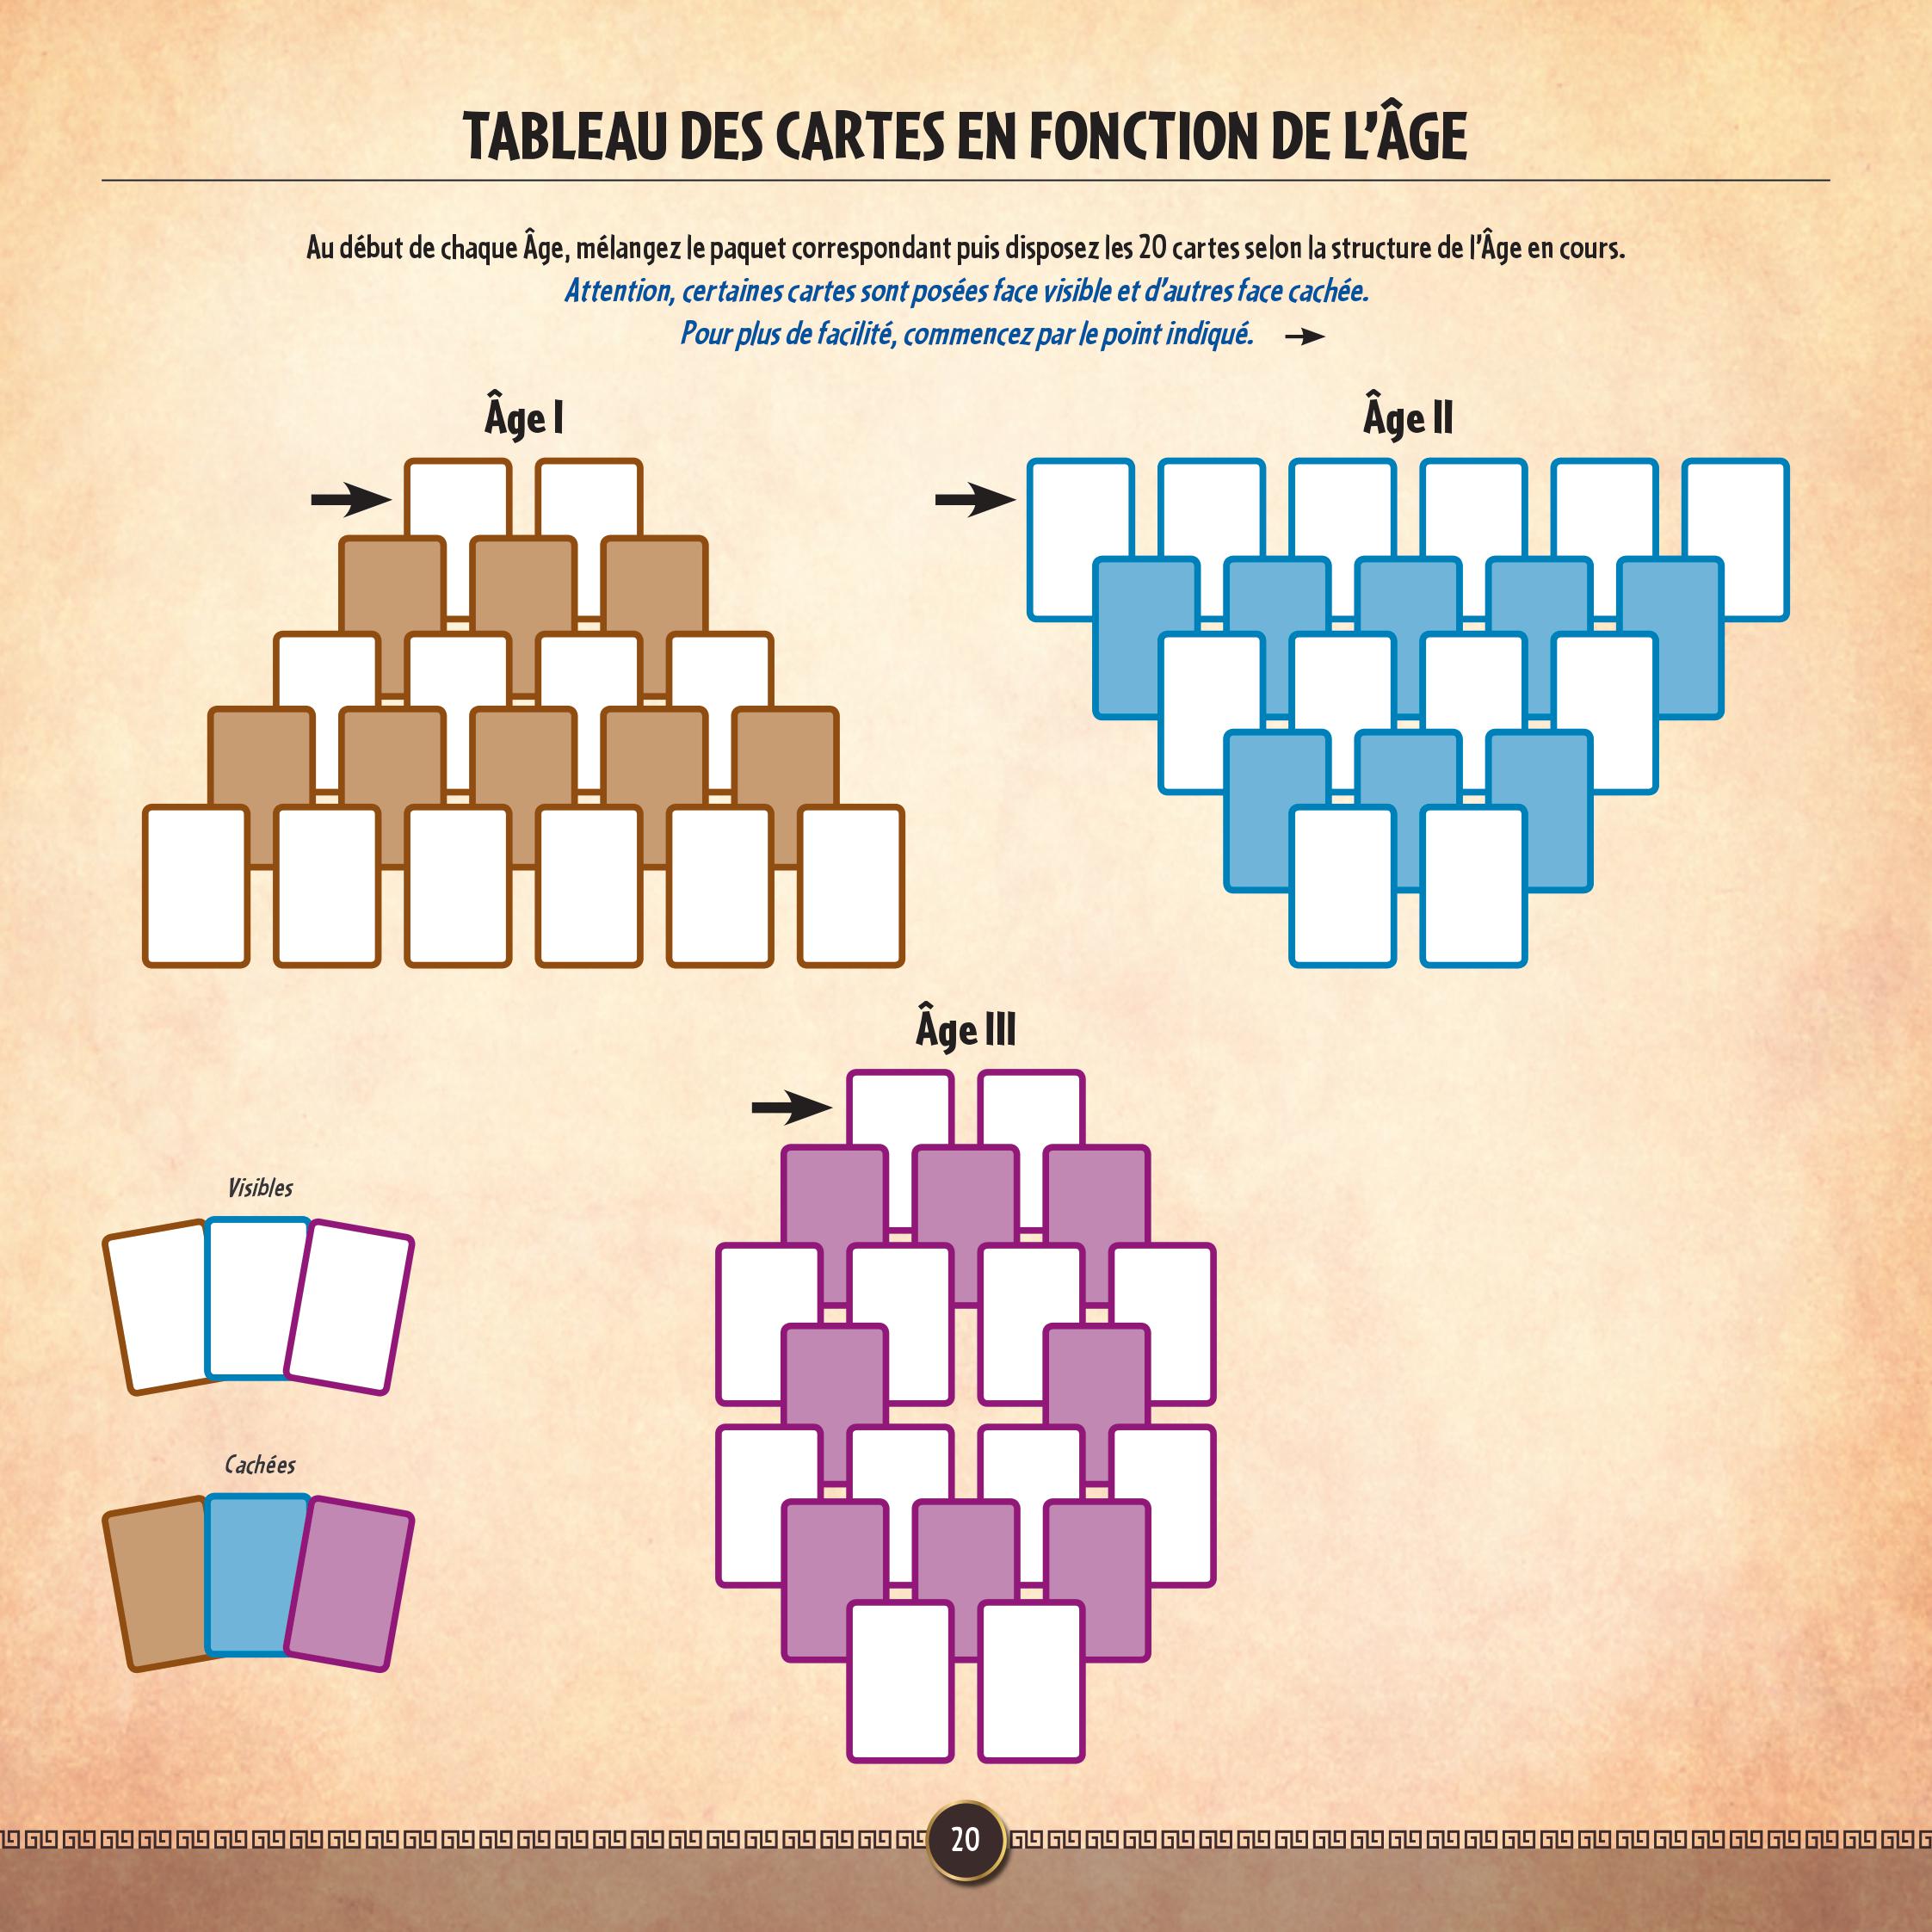 TABLEAU DES CARTES EN FONCTION DE L'ÂGE
Au début de chaque Âge, mélangez le paquet correspondant puis disposez les 20 cartes selon la structure de l'Âge en cours.
Attention, certaines cartes sont posées face visible et d'autres face cachée.
Pour plus de facilité, commencez par le point indiqué.
Âge I
Âge II
Âge III
Visibles
Cachées
20